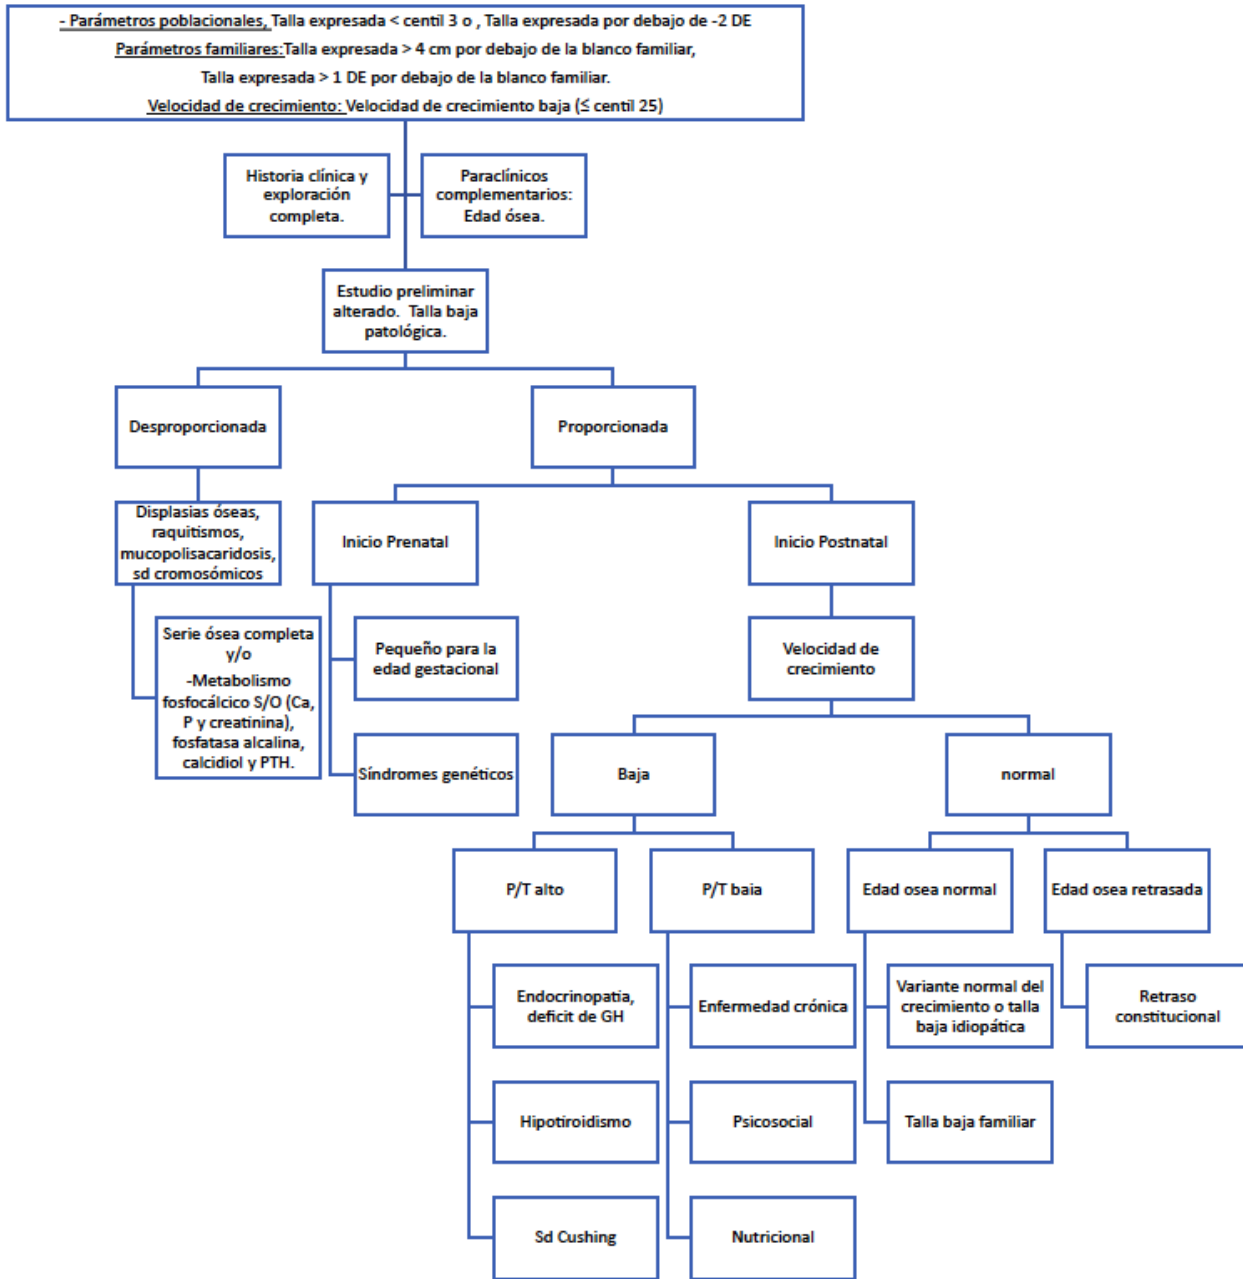 - Parámetros poblacionales, Talla expresada < centil 3 o , Talla expresada por debajo de -2 DE
Parámetros familiares:Talla expresada > 4 cm por debajo de la blanco familiar,
Talla expresada > 1 DE por debajo de la blanco familiar.
Velocidad de crecimiento: Velocidad de crecimiento baja (≤ centil 25)
Historia clínica y
exploración
completa.
Paraclínicos
complementarios:
Edad ósea.
Estudio preliminar
alterado. Talla baja
patológica.
Desproporcionada
Proporcionada
Displasias óseas,
raquitismos,
mucopolisacaridosis,
sd cromosómicos
Inicio Prenatal
Inicio Postnatal
Serie ósea completa
y/o
-Metabolismo
fosfocálcico S/O (Ca,
P y creatinina),
fosfatasa alcalina,
calcidiol y PTH.
Pequeño para la
edad gestacional
Velocidad de
crecimiento
Síndromes genéticos
Baja
normal
P/T alto
P/T baia
Edad osea normal
Edad osea retrasada
Endocrinopatía,
deficit de GH
Enfermedad crónica
Variante normal del
crecimiento o talla
baja idiopática
Retraso
constitucional
Hipotiroidismo
Psicosocial
Talla baja familiar
Sd Cushing
Nutricional